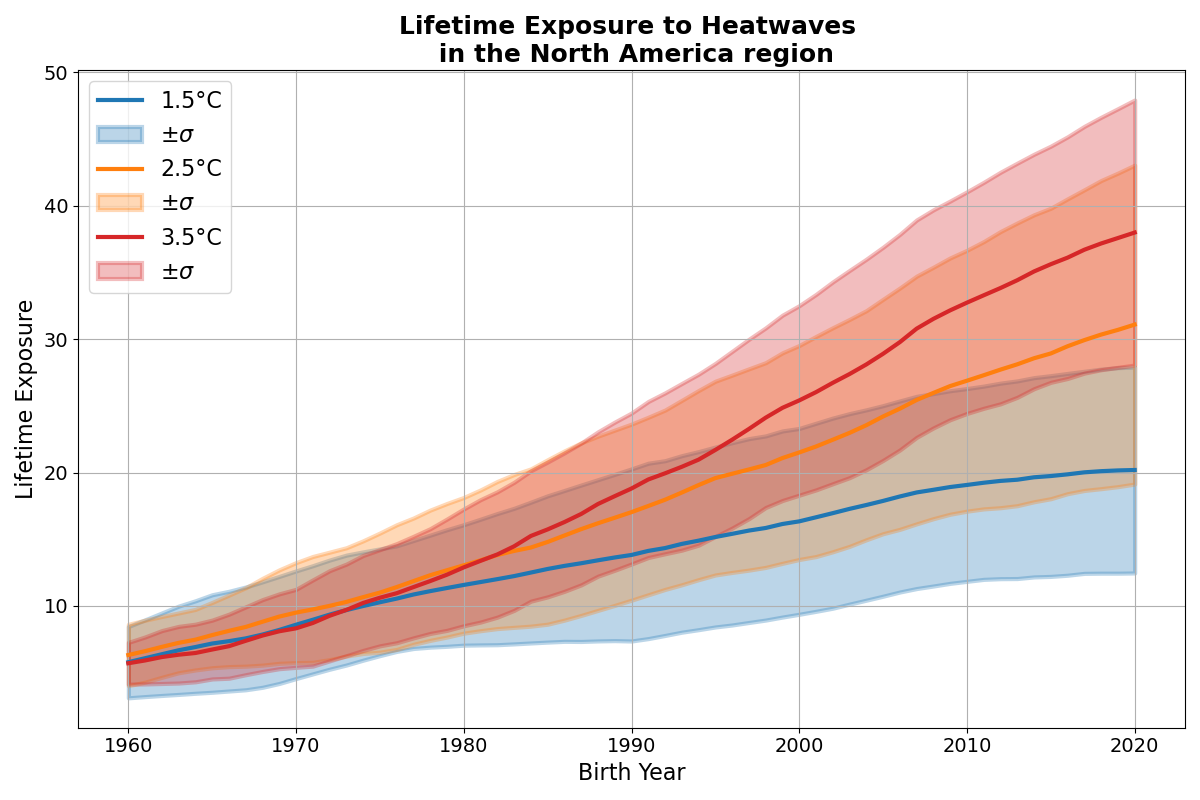 Lifetime Exposure to Heatwaves
in the North America region
50
40
30
20
10
Lifetime Exposure
1.5°C
±σ
2.5°C
±σ
3.5°C
±σ
1960 1970 1980 1990 2000 2010 2020
Birth Year